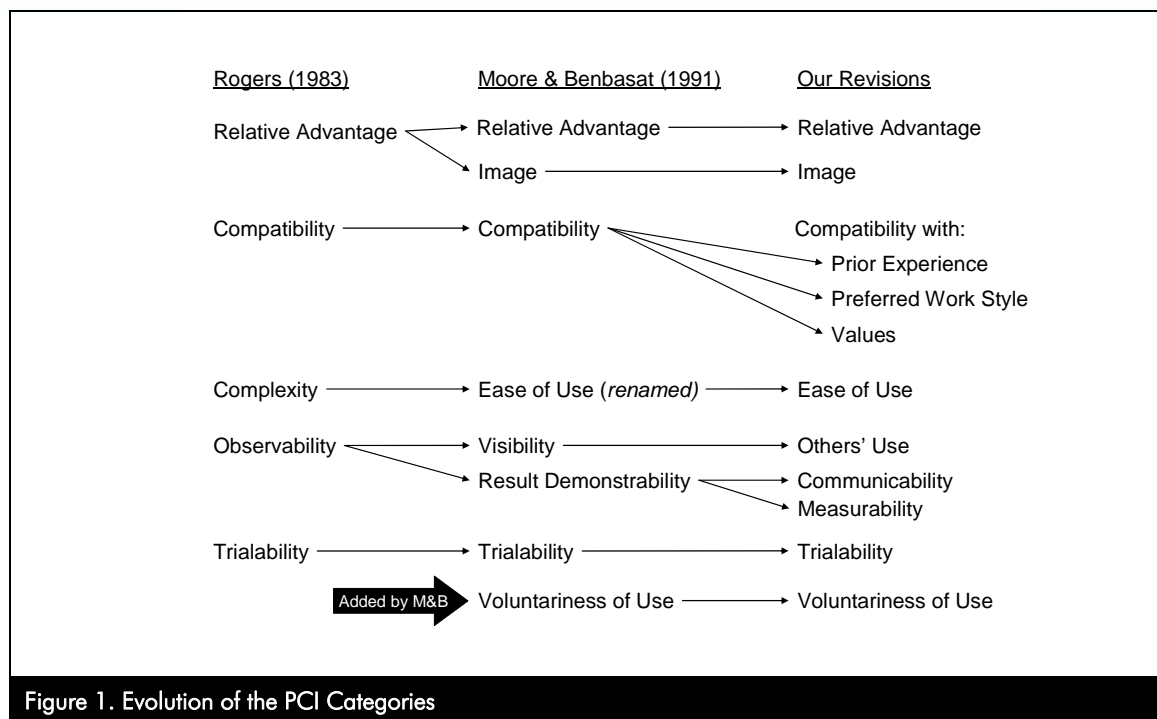 Rogers (1983) Moore & Benbasat (1991) Our Revisions
Relative Advantage Relative Advantage Relative Advantage
Image Image
Compatibility Compatibility Compatibility with:
Prior Experience
Preferred Work Style
Values
Complexity Ease of Use (renamed) Ease of Use
Observability Visibility Others’ Use
Result Demonstrability Communicability
Measurability
Trialability Trialability Trialability
Added by M&B Voluntariness of Use Voluntariness of Use
Figure 1. Evolution of the PCI Categories